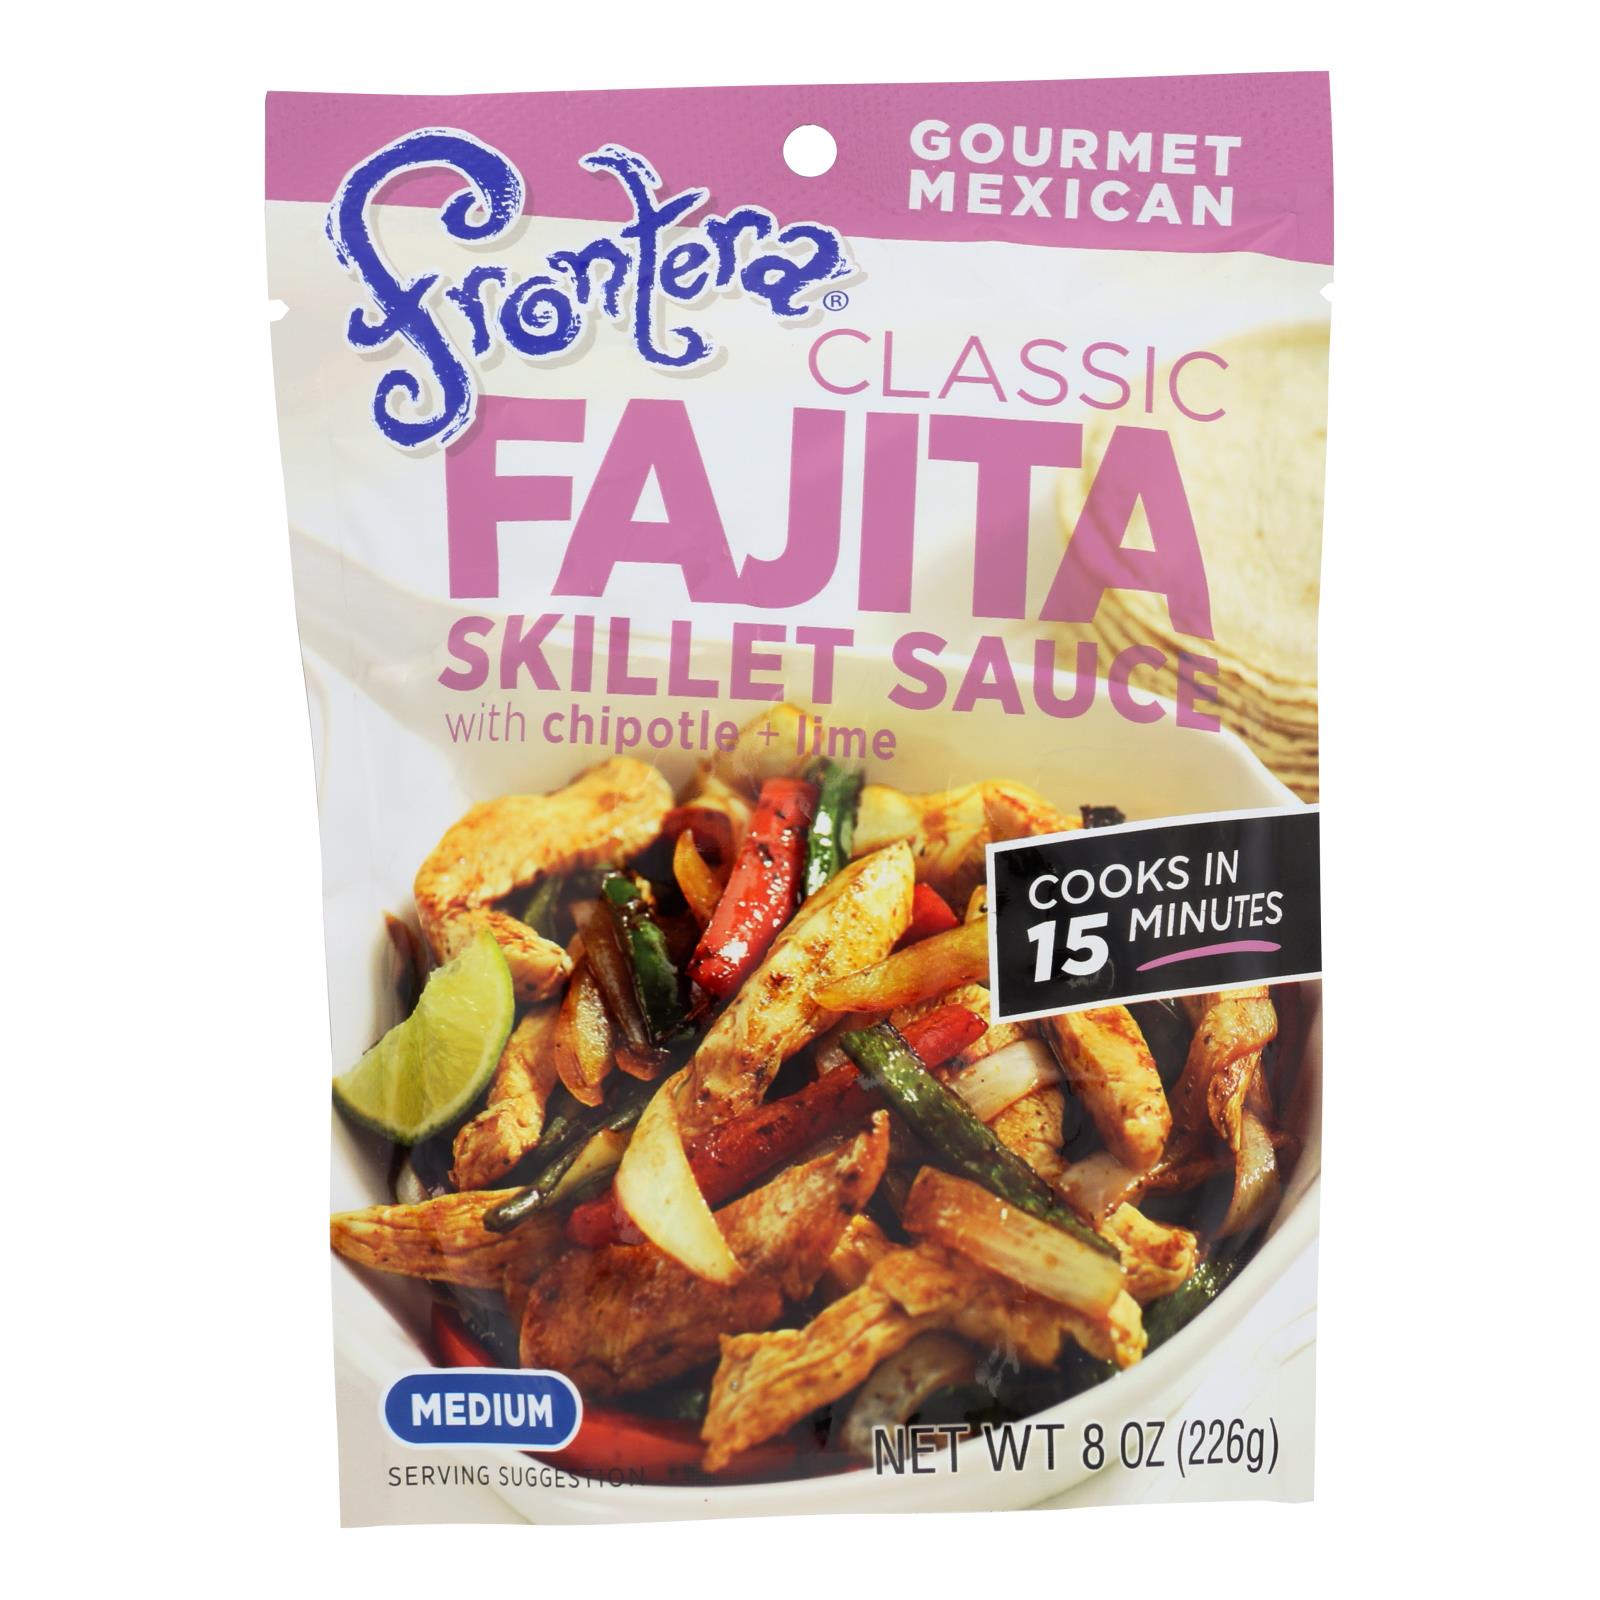 GOURMET
MEXICAN
frontera®
CLASSIC
FAJITA
SKILLET SAUCE
with chipotle + lime
COOKS IN
15 MINUTES
MEDIUM
SERVING SUGGESTION
NET WT 8 OZ (226g)